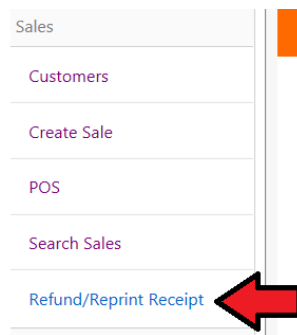 Sales
Customers
Create Sale
POS
Search Sales
Refund/Reprint Receipt